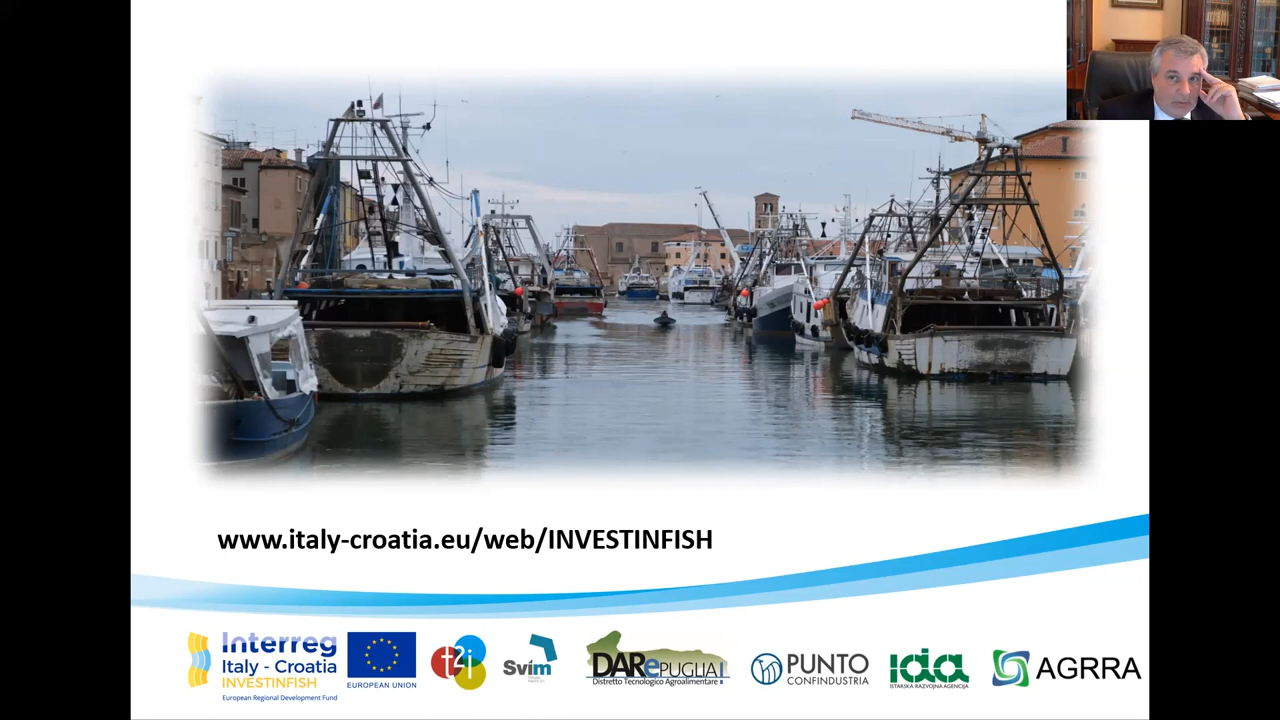 www.italy-croatia.eu/web/INVESTINFISH
Interreg
Italy - Croatia
INVESTINFISH
European Regional Development Fund
EUROPEAN UNION
t2i
Svim
DARePUGLIA
Distretto Tecnologico Agroalimentare
PUNTO
CONFINDUSTRIA
ida
ISTARSKA RAZVOJNA AGENCIJA
AGRRA